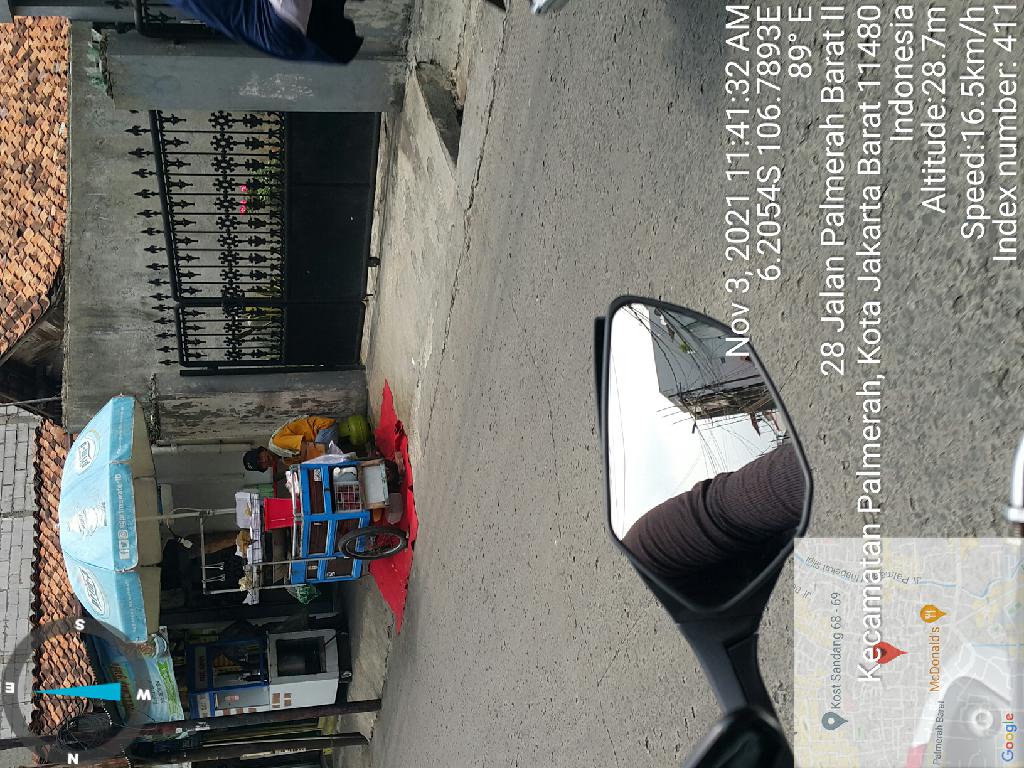 E
N
S
W
prima
@primawaterID
Nov 3, 2021 11:41:32 AM
6.2054S 106.7893E
89° E
28 Jalan Palmerah Barat II
Kecamatan Palmerah, Kota Jakarta Barat 11480
Indonesia
Altitude:28.7m
Speed:16.5km/h
Index number: 411
Kost Sandang 68 - 69
McDonald's
Palmerah Barat
Google